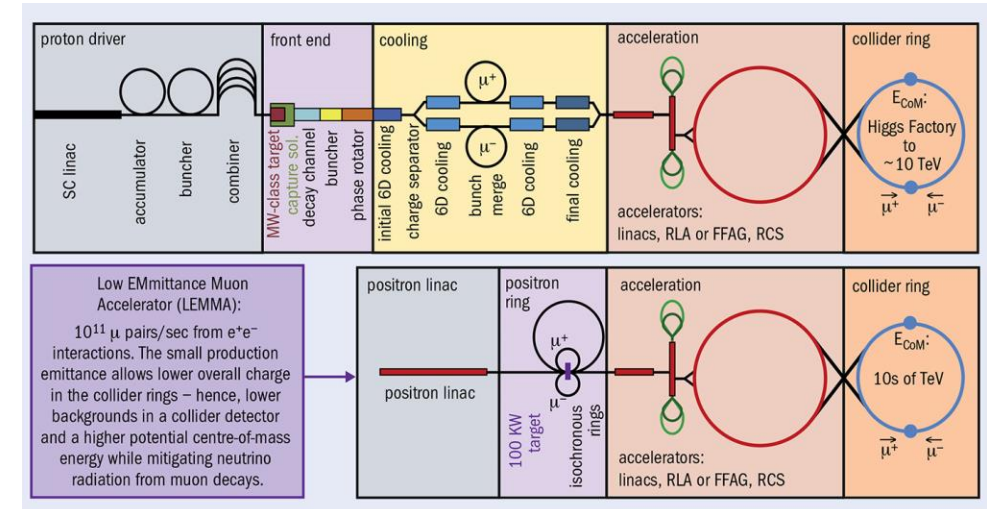 proton driver
SC linac
accumulator
buncher
combiner
front end
MW-class target
capture sol.
decay channel
buncher
phase rotator
cooling
initial 6D cooling
charge separator
6D cooling
bunch
merge
6D cooling
final cooling
μ+
μ−
acceleration
accelerators:
linacs, RLA or FFAG, RCS
collider ring
ECoM:
Higgs Factory
to
~10 TeV
μ+ μ−
Low EMmittance Muon
Accelerator (LEMMA):
10¹¹ μ pairs/sec from e+e−
interactions. The small production
emittance allows lower overall charge
in the collider rings – hence, lower
backgrounds in a collider detector
and a higher potential centre-of-mass
energy while mitigating neutrino
radiation from muon decays.
positron linac
positron linac
positron
ring
μ+
μ−
100 KW
target
isochronous
rings
acceleration
accelerators:
linacs, RLA or FFAG, RCS
collider ring
ECoM:
10s of TeV
μ+ μ−